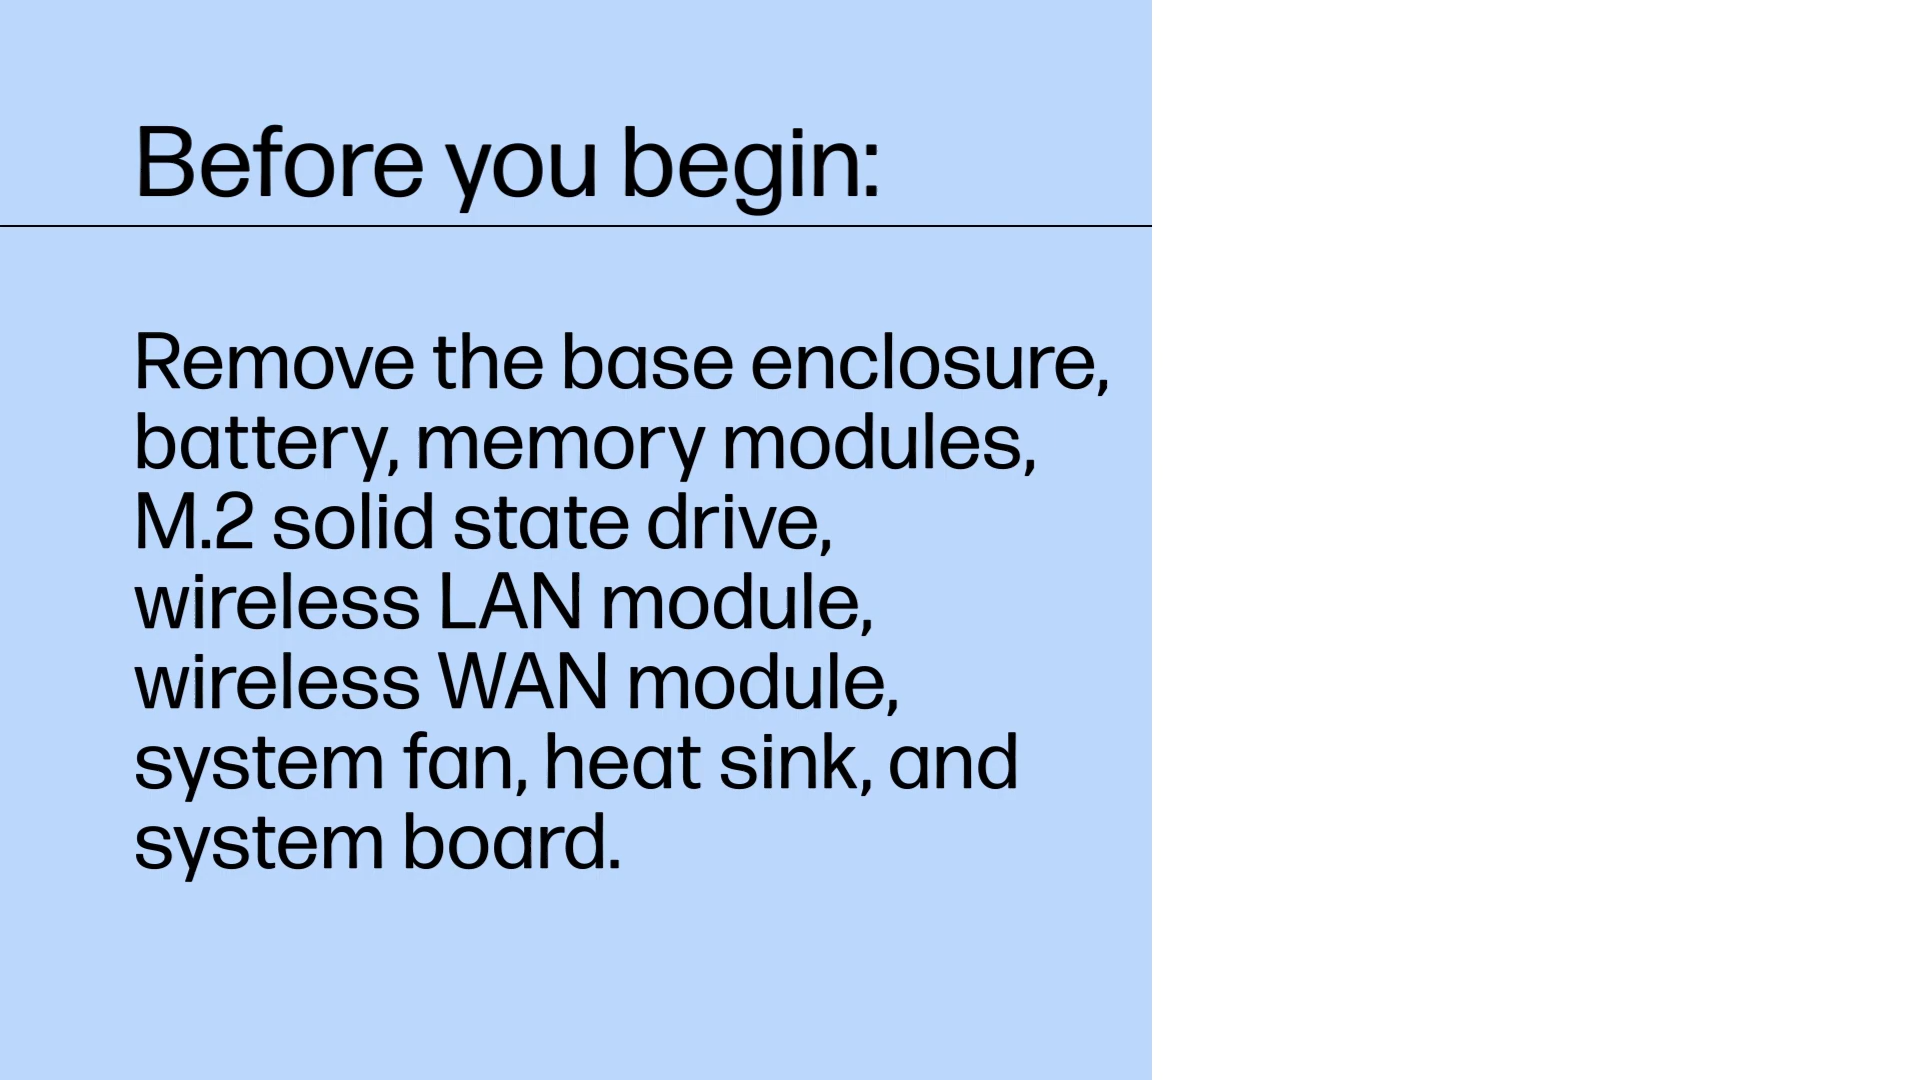 Before you begin:
Remove the base enclosure,
battery, memory modules,
M.2 solid state drive,
wireless LAN module,
wireless WAN module,
system fan, heat sink, and
system board.